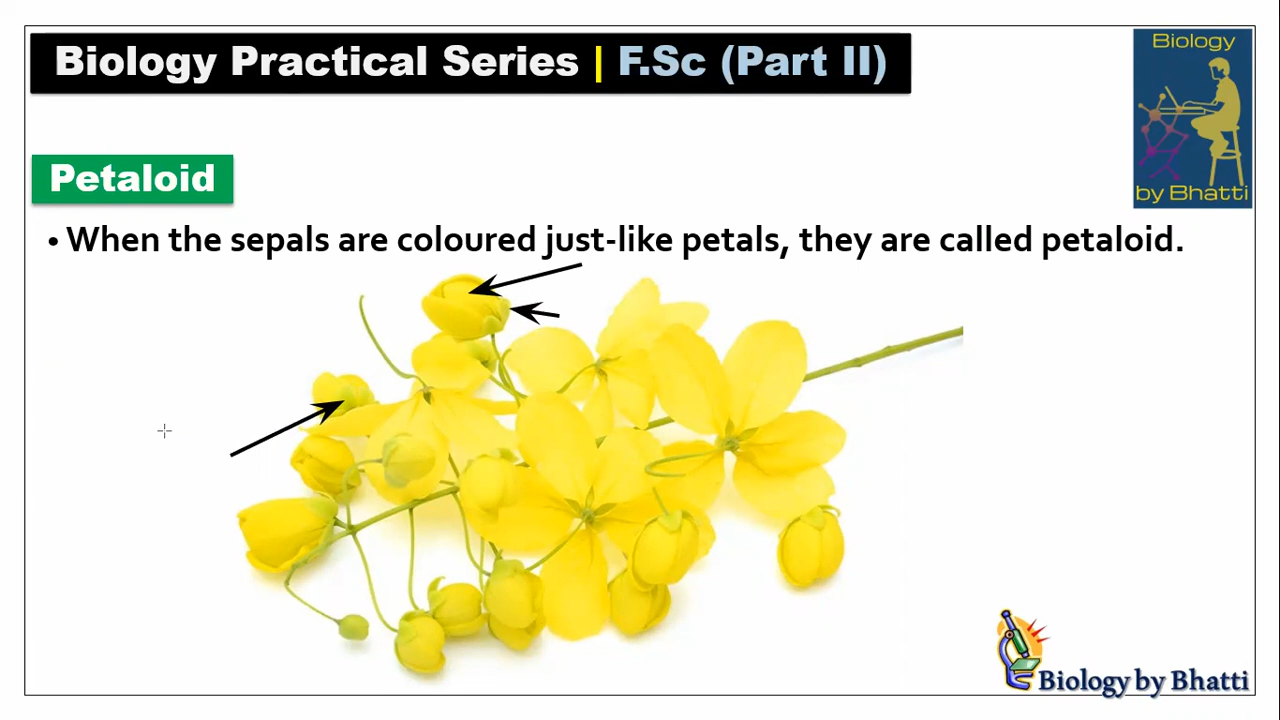 Biology Practical Series | F.Sc (Part II)
Biology
by Bhatti
Petaloid
• When the sepals are coloured just-like petals, they are called petaloid.
Biology by Bhatti